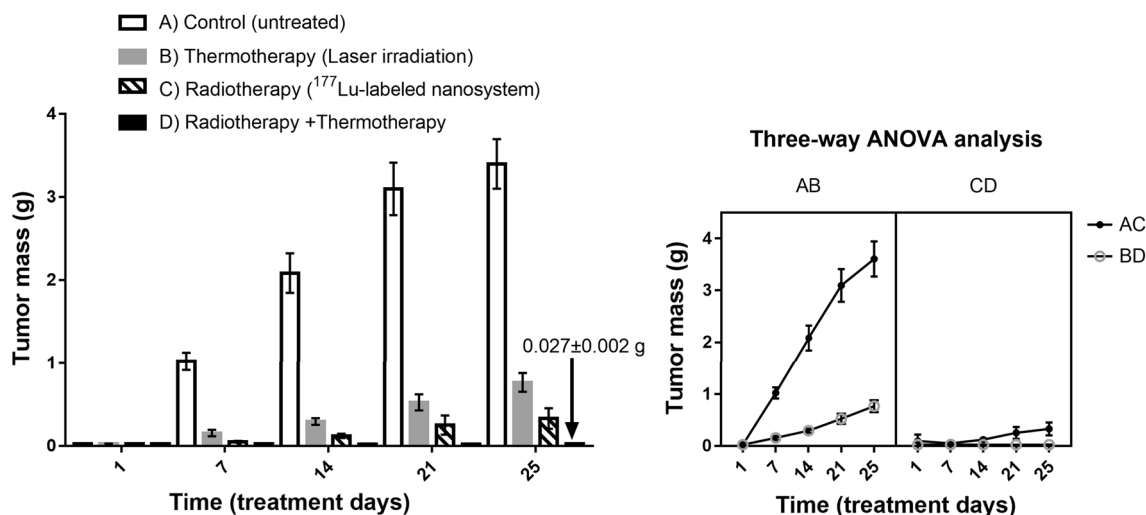 A) Control (untreated)
B) Thermotherapy (Laser irradiation)
C) Radiotherapy (¹⁷⁷Lu-labeled nanosystem)
D) Radiotherapy +Thermotherapy
Tumor mass (g)
4
3
2
1
0
0.027±0.002 g
1
7
14
21
25
Time (treatment days)
Three-way ANOVA analysis
AB
CD
Tumor mass (g)
4
3
2
1
0
AC
BD
1
7
14
21
25
1
7
14
21
25
Time (treatment days)